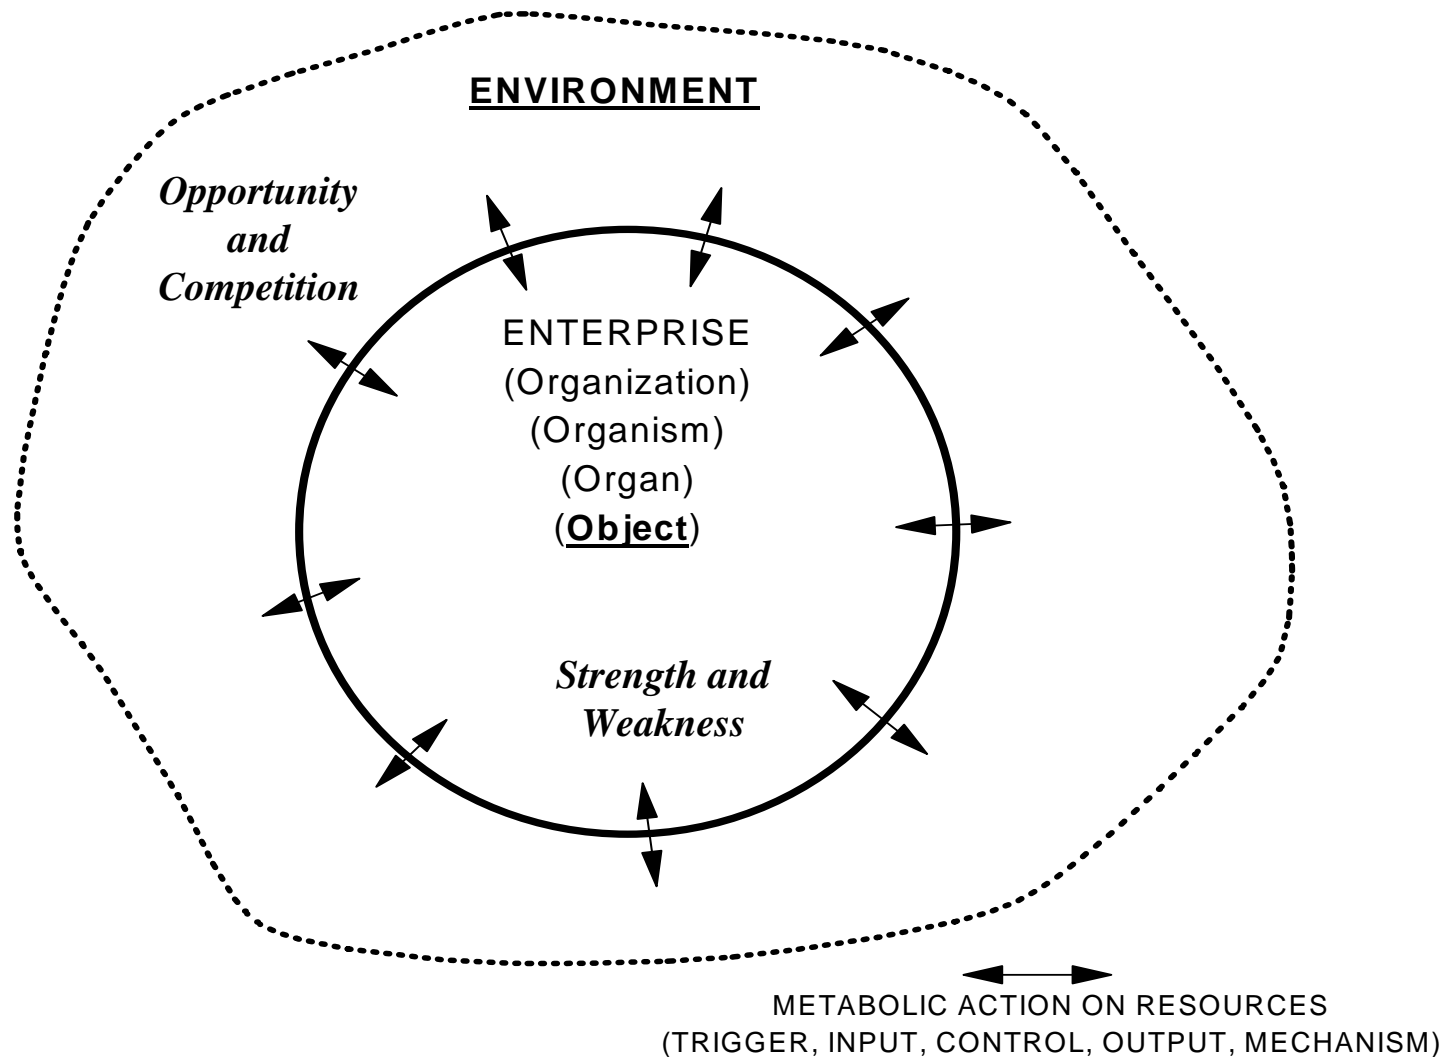 ENVIRONMENT
Opportunity
and
Competition
ENTERPRISE
(Organization)
(Organism)
(Organ)
(Object)
Strength and
Weakness
METABOLIC ACTION ON RESOURCES
(TRIGGER, INPUT, CONTROL, OUTPUT, MECHANISM)